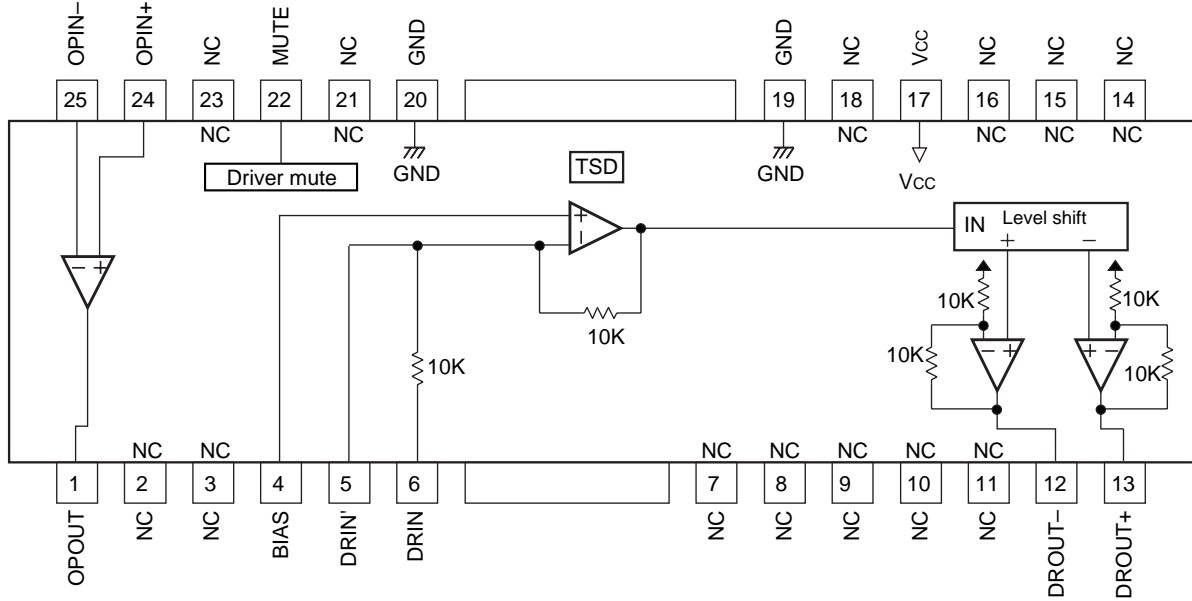 OPIN–
OPIN+
NC
MUTE
NC
GND
GND
NC
Vcc
NC
NC
NC
25
24
23
22
21
20
19
18
17
16
15
14
NC
NC
NC
NC
NC
NC
Driver mute
GND
TSD
GND
Vcc
+
–
IN
Level shift
+
–
– +
10K
10K
10K
10K
10K
10K
– +
+ –
NC
NC
NC
NC
NC
NC
NC
1
2
3
4
5
6
7
8
9
10
11
12
13
OPOUT
NC
NC
BIAS
DRIN'
DRIN
NC
NC
NC
NC
NC
DROUT–
DROUT+